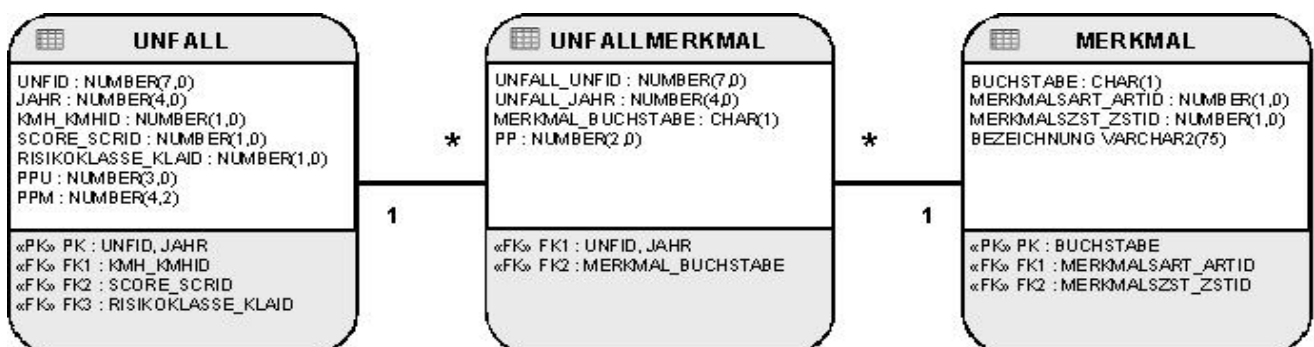 UNFALL
UNFID : NUMBER(7,0)
JAHR : NUMBER(4,0)
KMH_KMHID : NUMBER(1,0)
SCORE_SCRID : NUMBER(1,0)
RISIKOKLASSE_KLAID : NUMBER(1,0)
PPU : NUMBER(3,0)
PPM : NUMBER(4,2)
«PK» PK : UNFID, JAHR
«FK» FK1 : KMH_KMHID
«FK» FK2 : SCORE_SCRID
«FK» FK3 : RISIKOKLASSE_KLAID
1
*
UNFALLMERKMAL
UNFALL_UNFID : NUMBER(7,0)
UNFALL_JAHR : NUMBER(4,0)
MERKMAL_BUCHSTABE : CHAR(1)
PP : NUMBER(2,0)
«FK» FK1 : UNFID, JAHR
«FK» FK2 : MERKMAL_BUCHSTABE
*
1
MERKMAL
BUCHSTABE : CHAR(1)
MERKMALSART_ARTID : NUMBER(1,0)
MERKMALSZST_ZSTID : NUMBER(1,0)
BEZEICHNUNG VARCHAR2(75)
«PK» PK : BUCHSTABE
«FK» FK1 : MERKMALSART_ARTID
«FK» FK2 : MERKMALSZST_ZSTID